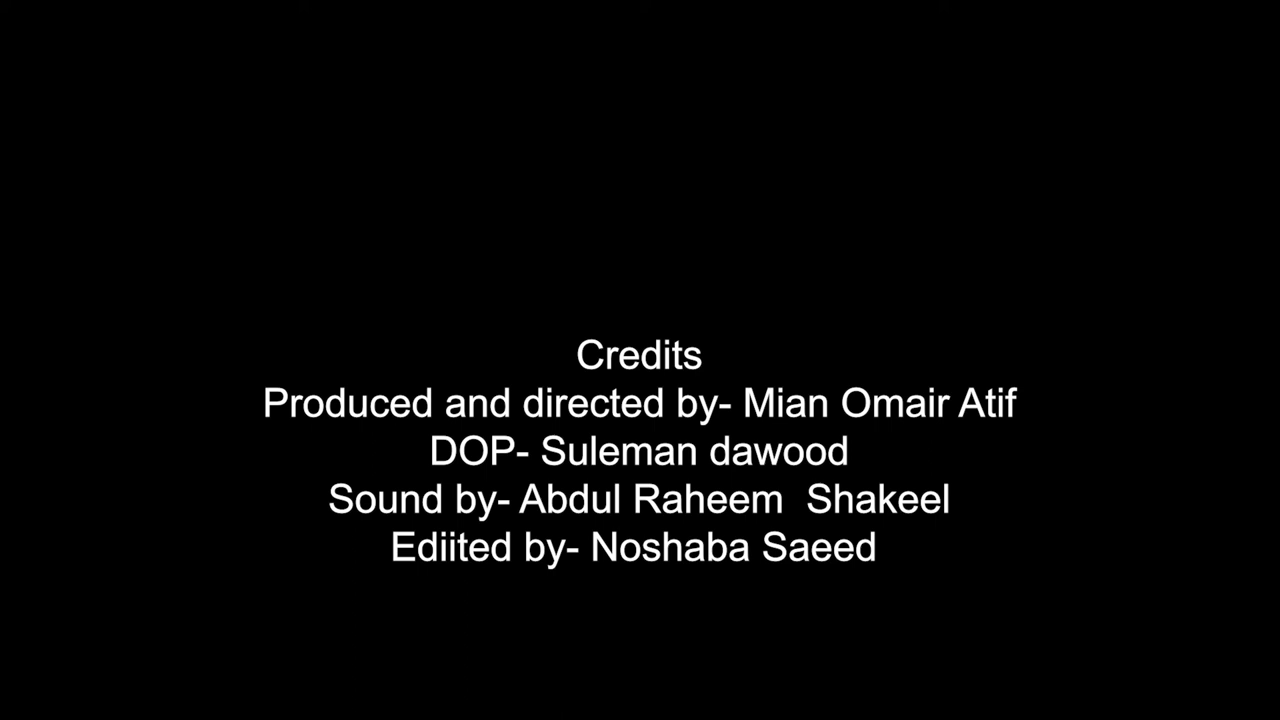 Credits
Produced and directed by- Mian Omair Atif
DOP- Suleman dawood
Sound by- Abdul Raheem  Shakeel
Ediited by- Noshaba Saeed